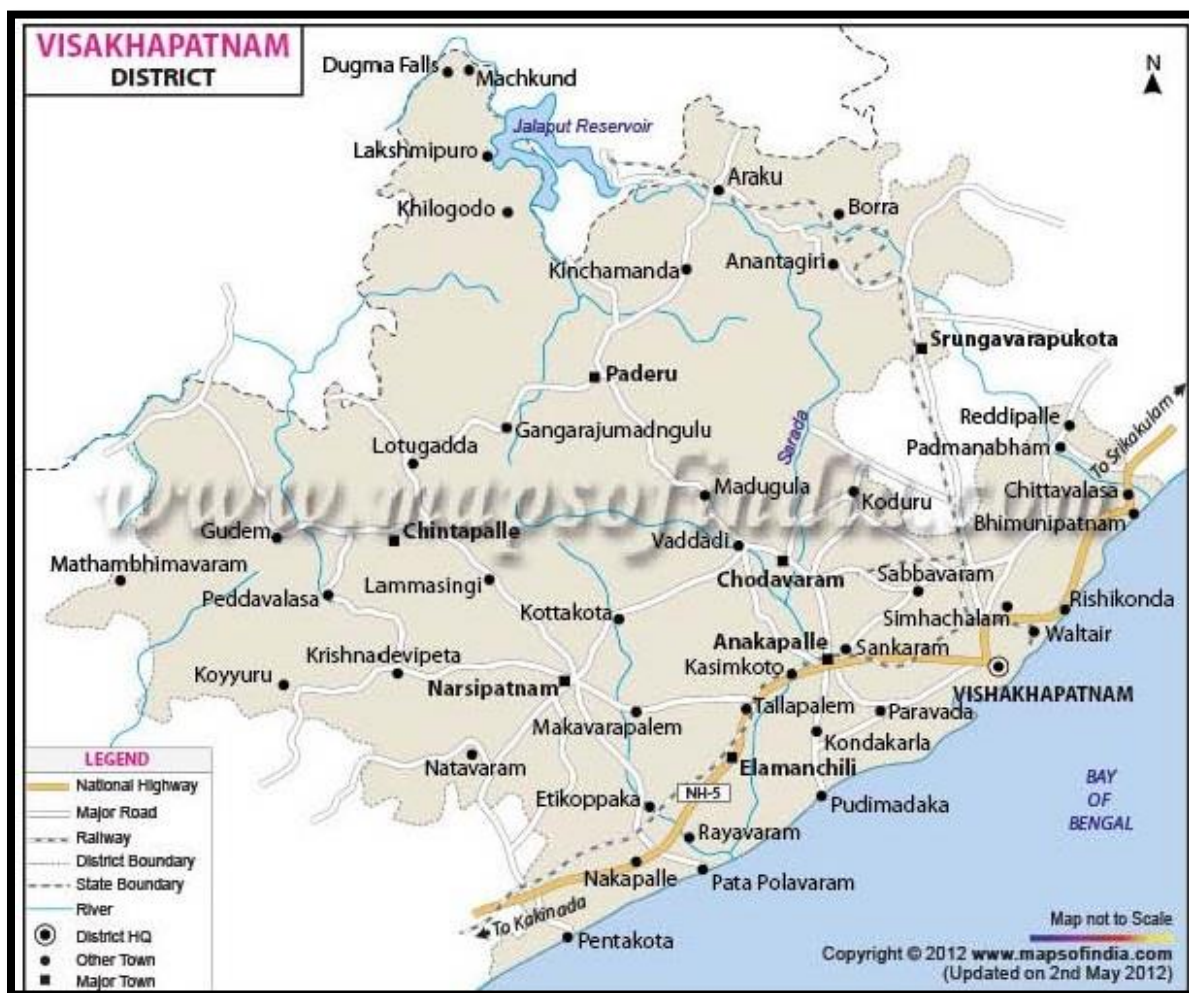 VISAKHAPATNAM
DISTRICT
N
Dugma Falls
Machkund
Jalaput Reservoir
Lakshmipuro
Araku
Khilogodo
Borra
Kinchamanda
Anantagiri
Srungavarapukota
Paderu
Reddipalle
To Srikakulam
Gangarajumadngulu
Sarada
Padmanabham
Lotugadda
Madugula
Koduru
Chittavalasa
www.mapsofindia.com
Bhimunipatnam
Gudem
Chintapalle
Vaddadi
Mathambhimavaram
Lammasingi
Chodavaram
Sabbavaram
Peddavalasa
Kottakota
Simhachalam
Rishikonda
Waltair
Anakapalle
Sankaram
Krishnadevipeta
Kasimkoto
Koyyuru
Narsipatnam
VISHAKHAPATNAM
Makavarapalem
Tallapalem
Paravada
Kondakarla
Natavaram
Elamanchili
BAY
OF
BENGAL
NH-5
Etikoppaka
Pudimadaka
Rayavaram
Nakapalle
Pata Polavaram
To Kakinada
Pentakota
LEGEND
National Highway
Major Road
Railway
District Boundary
State Boundary
River
District HQ
Other Town
Major Town
Map not to Scale
Copyright © 2012 www.mapsofindia.com
(Updated on 2nd May 2012)